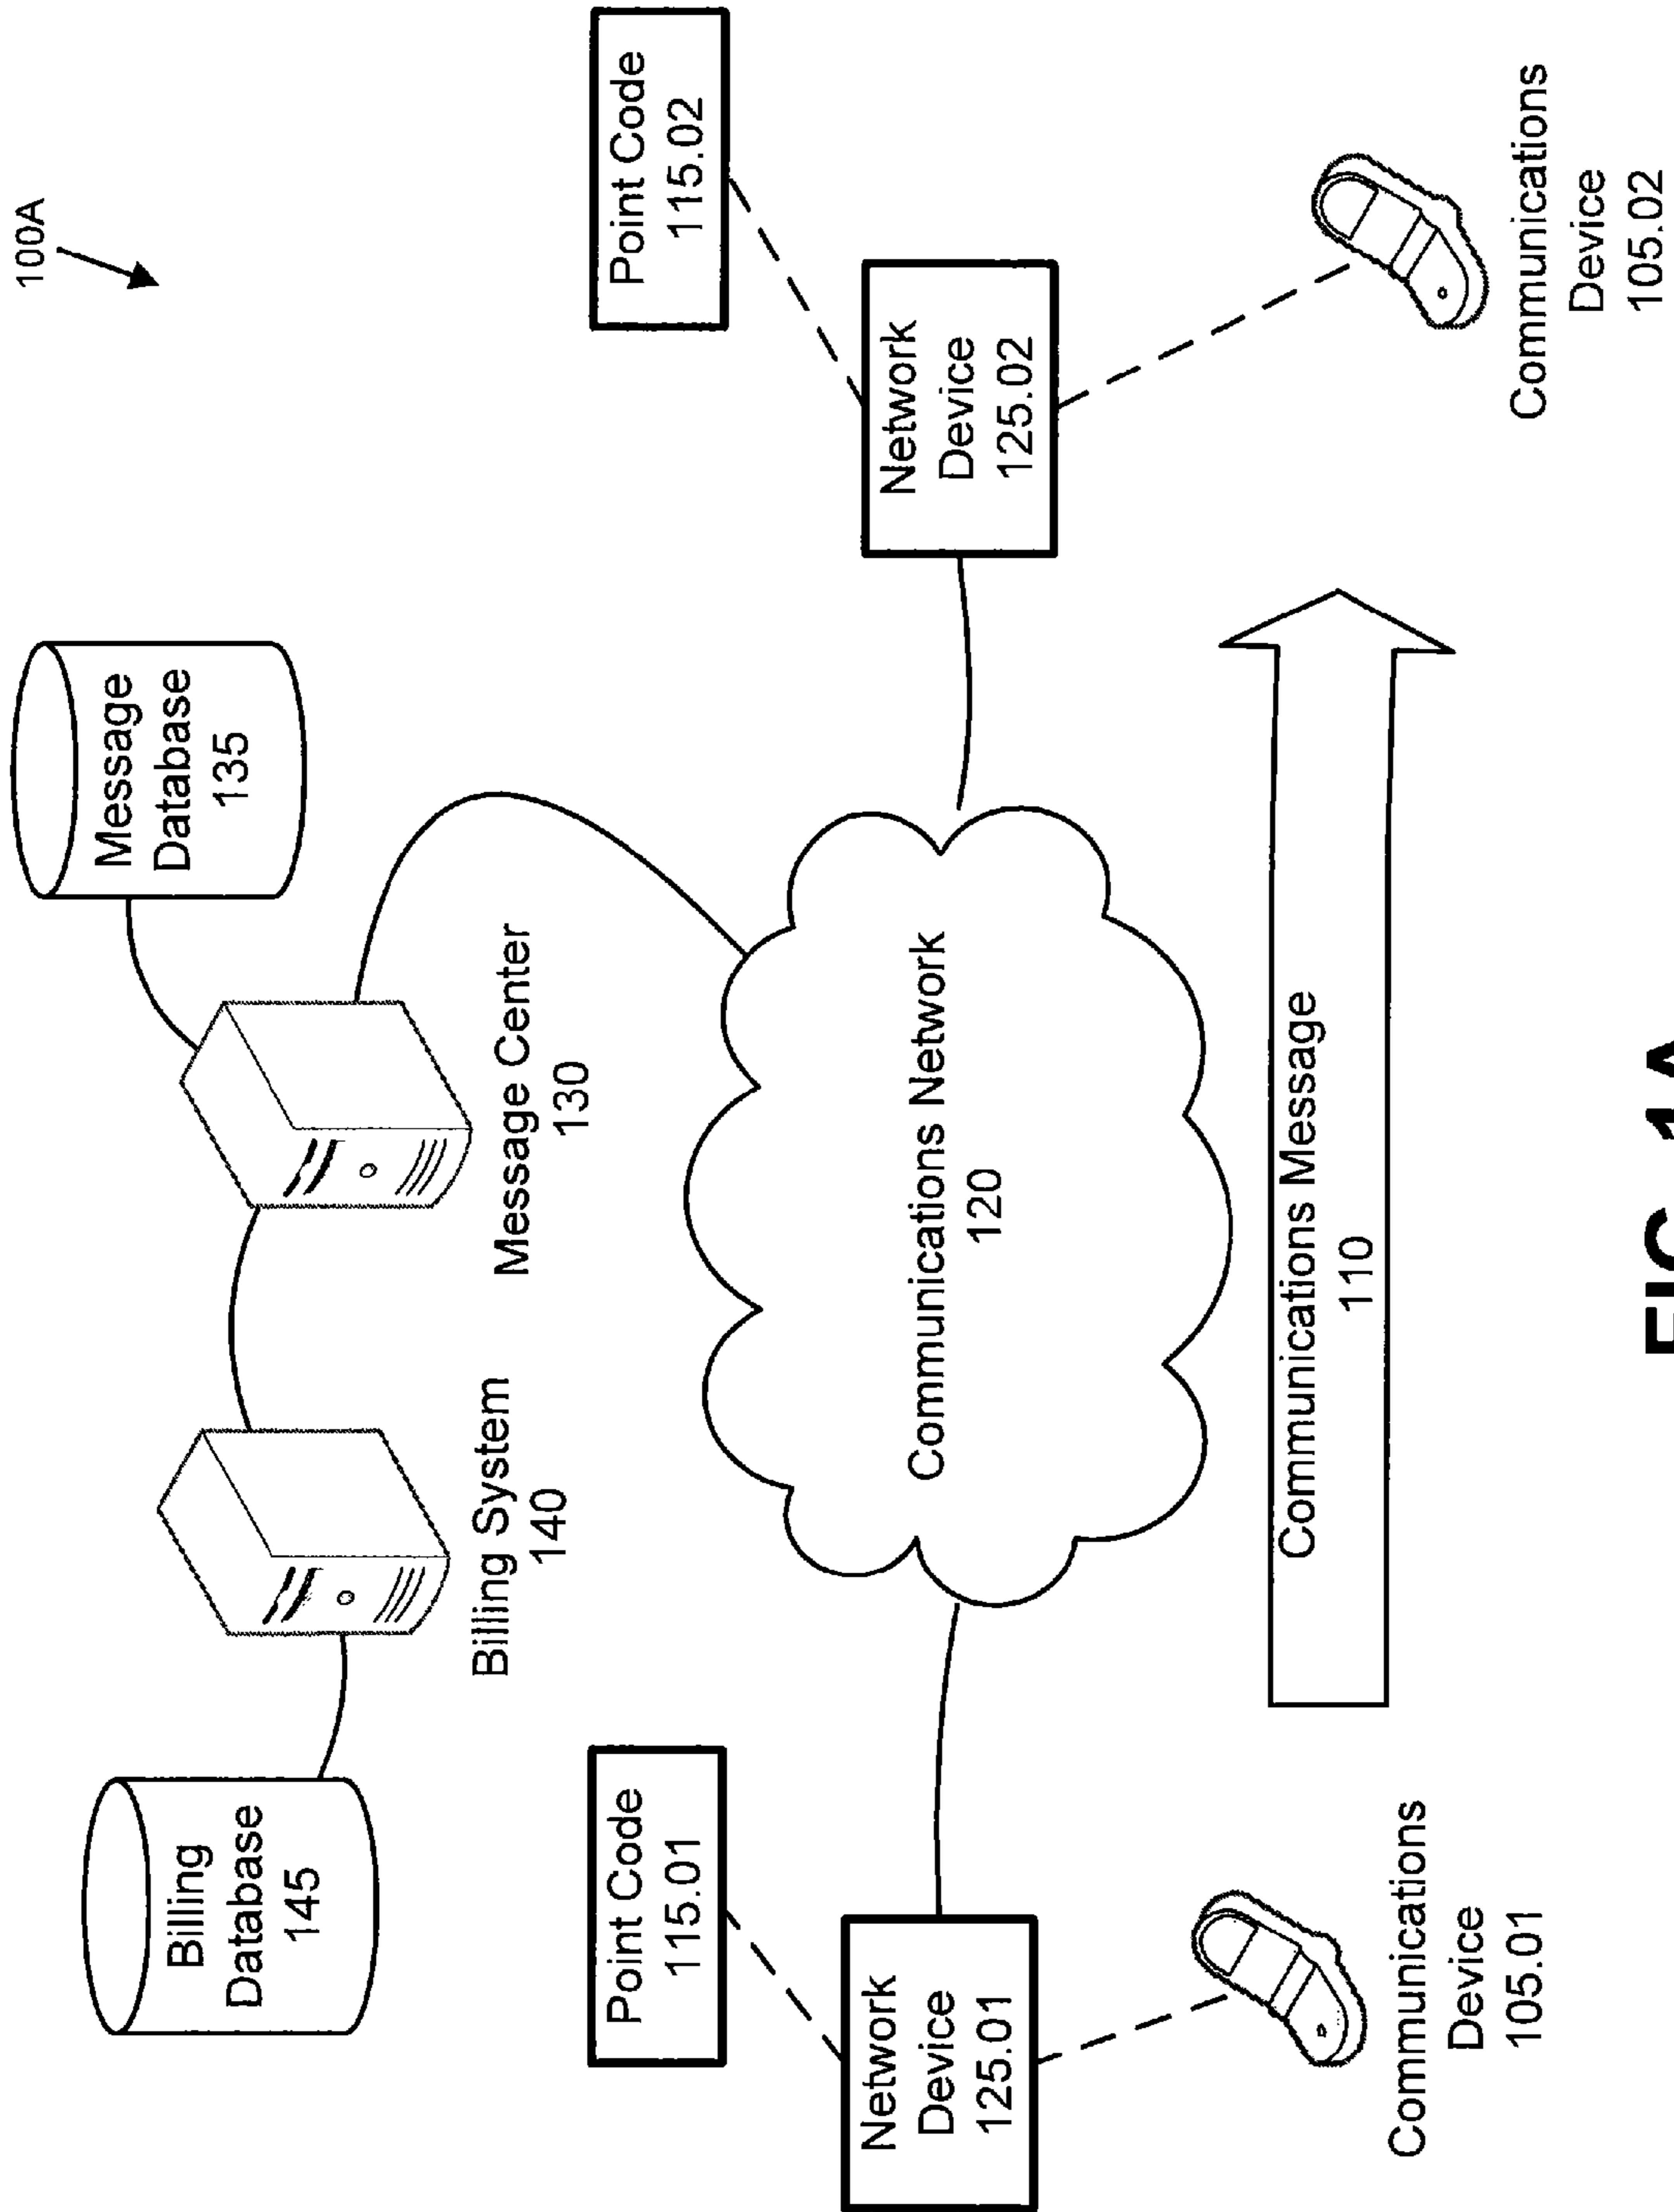 100A
Billing
Database
145
Billing System
140
Message Center
130
Message
Database
135
Point Code
115.01
Point Code
115.02
Network
Device
125.01
Communications Network
120
Network
Device
125.02
Communications Message
110
Communications
Device
105.01
Communications
Device
105.02
FIG. 1A